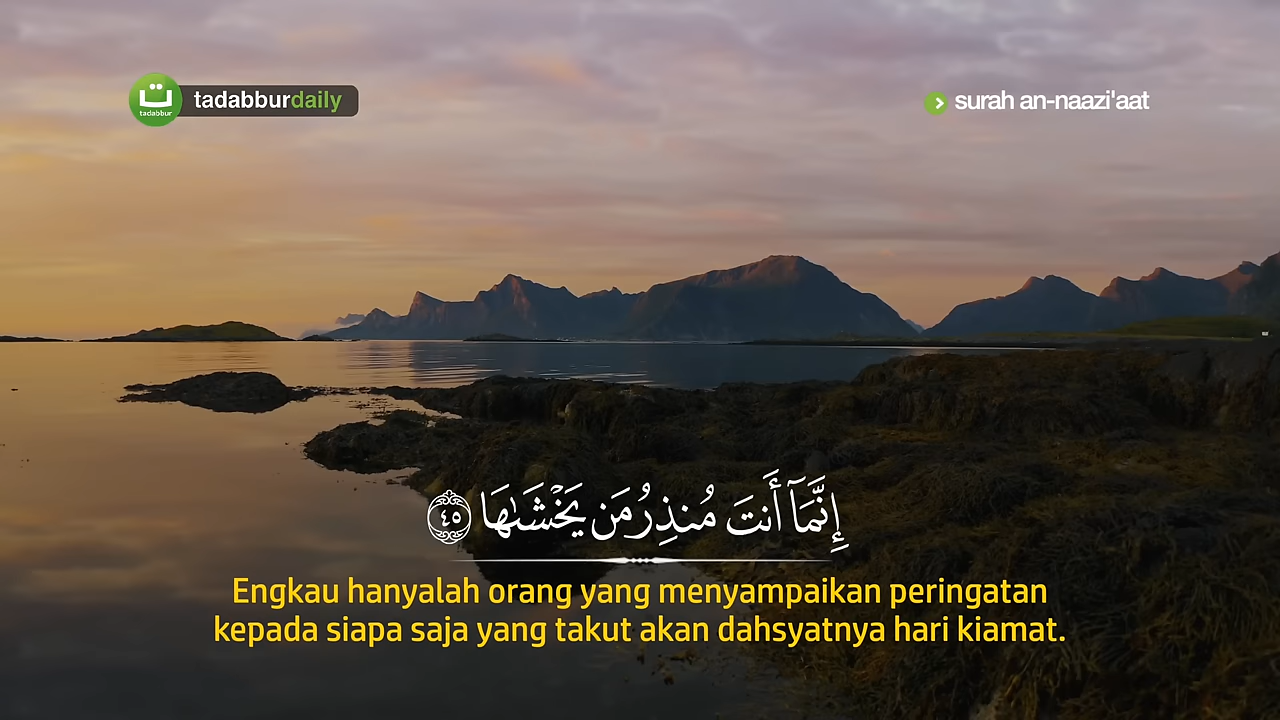 tadabburdaily
tadabbur
surah an-naazi'aat
إِنَّمَآ أَنتَ مُنذِرُ مَن يَخْشَىٰهَا ٤٥
Engkau hanyalah orang yang menyampaikan peringatan
kepada siapa saja yang takut akan dahsyatnya hari kiamat.